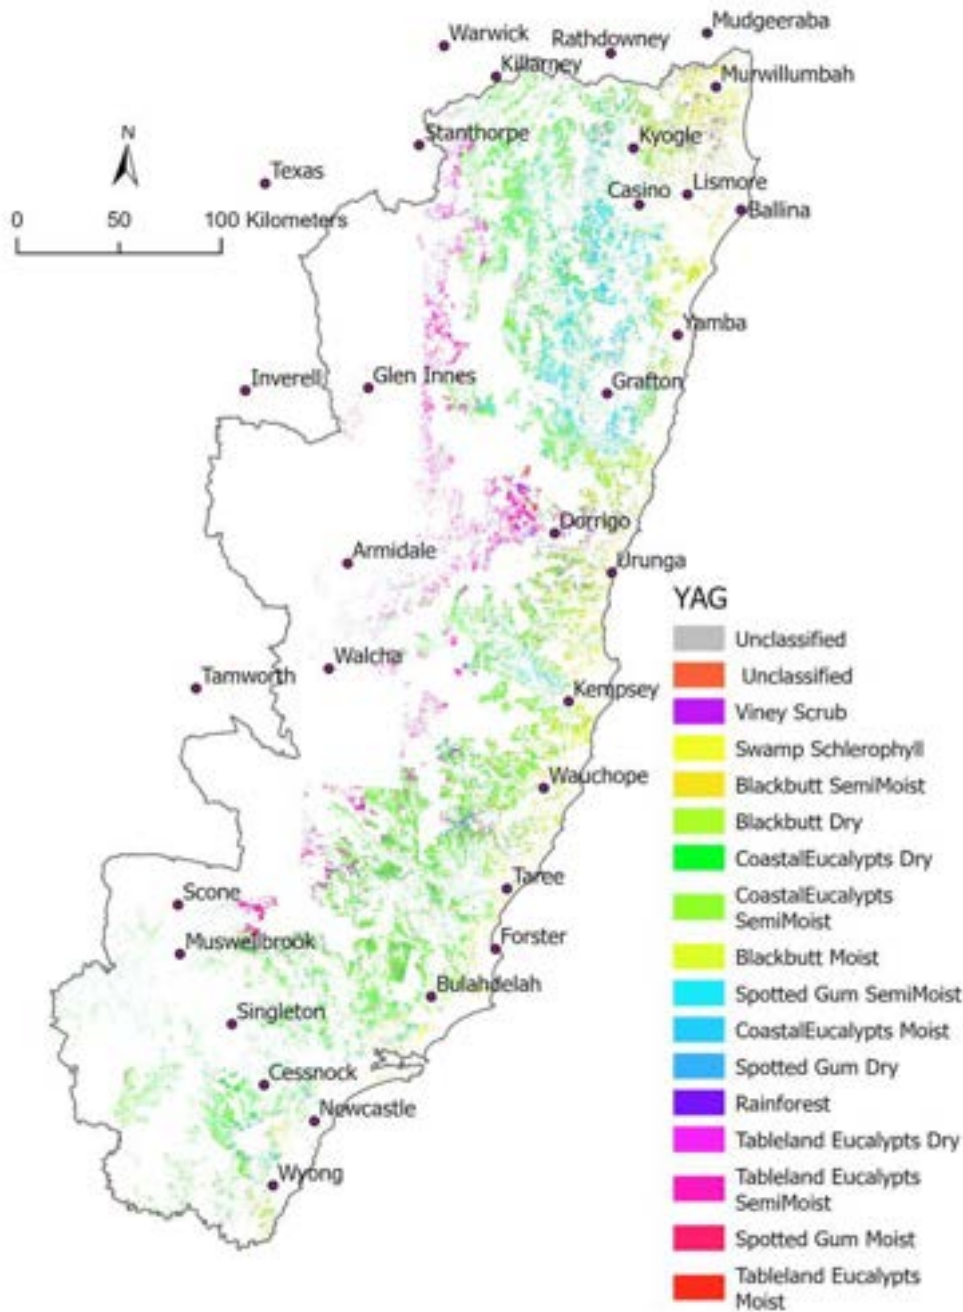 Mudgeeraba
Warwick
Rathdowney
Killarney
Murwillumbah
N
Stanthorpe
Kyogle
Texas
Casino
Lismore
0 50 100 Kilometers
Ballina
Yamba
Inverell
Glen Innes
Grafton
Dorrigo
Armidale
Urunga
Walcha
Tamworth
Kempsey
Wauchope
Taree
Scone
Forster
Muswellbrook
Bulahdelah
Singleton
Cessnock
Newcastle
Wyong
YAG
Unclassified
Unclassified
Viney Scrub
Swamp Schlerophyll
Blackbutt SemiMoist
Blackbutt Dry
CoastalEucalypts Dry
CoastalEucalypts
SemiMoist
Blackbutt Moist
Spotted Gum SemiMoist
CoastalEucalypts Moist
Spotted Gum Dry
Rainforest
Tableland Eucalypts Dry
Tableland Eucalypts
SemiMoist
Spotted Gum Moist
Tableland Eucalypts
Moist